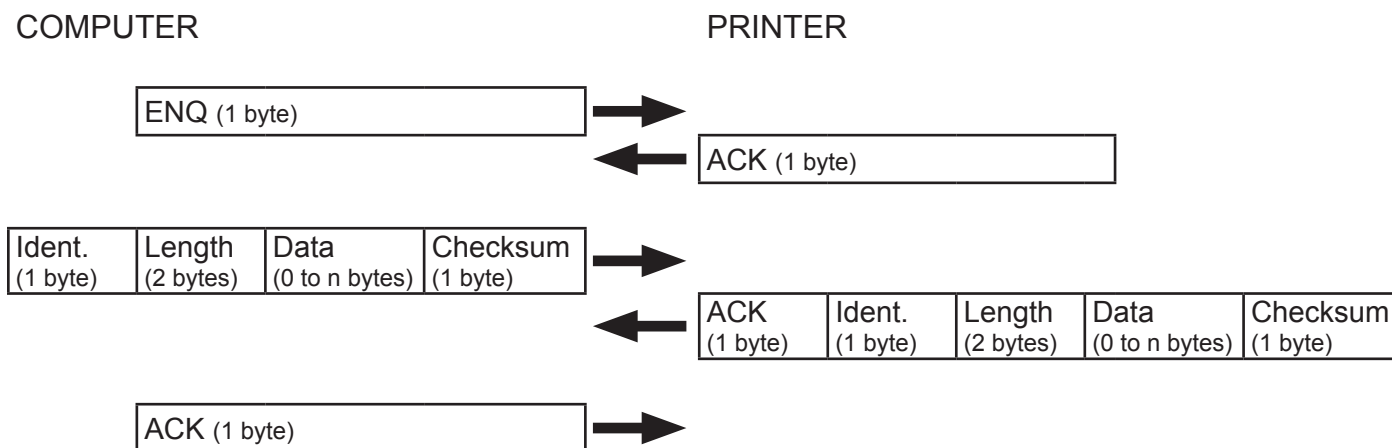 COMPUTER
PRINTER
ENQ (1 byte)
ACK (1 byte)
Ident. Length Data Checksum
(1 byte) (2 bytes) (0 to n bytes) (1 byte)
ACK Ident. Length Data Checksum
(1 byte) (1 byte) (2 bytes) (0 to n bytes) (1 byte)
ACK (1 byte)